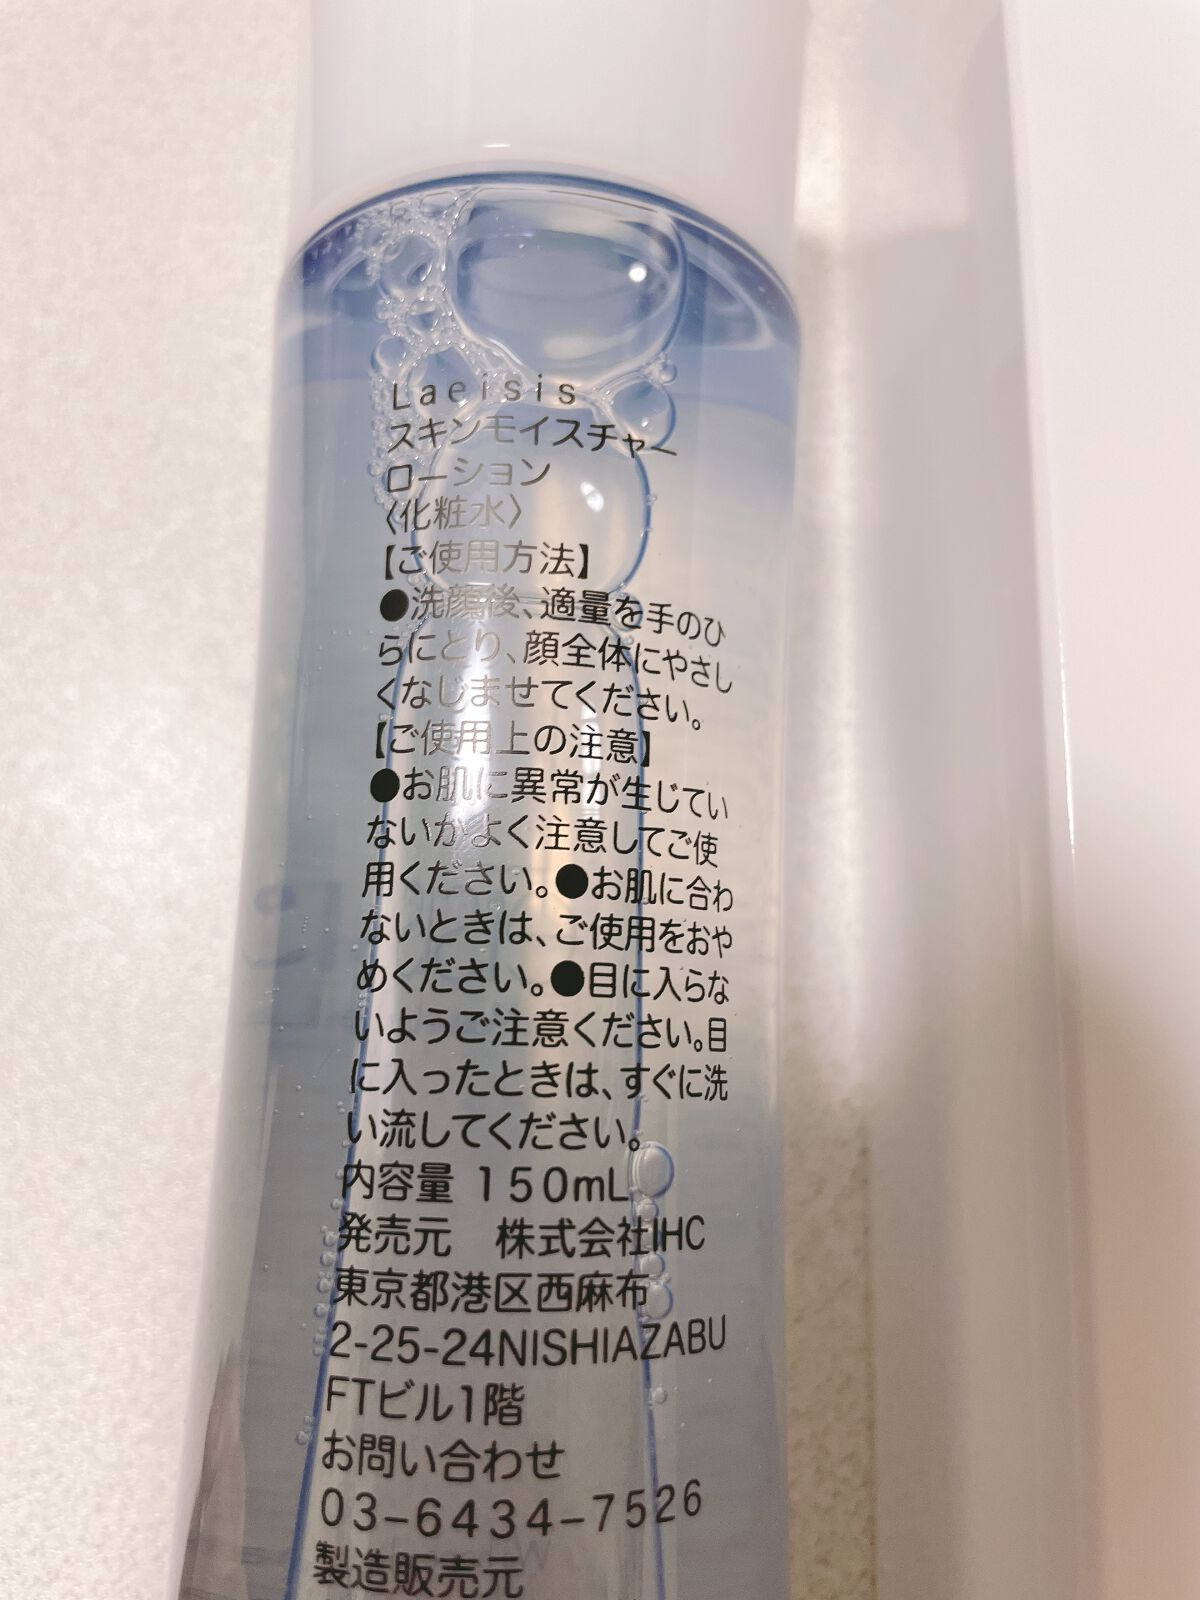 Laeisis
スキンモイスチャー
ローション
〈化粧水〉
【ご使用方法】
●洗顔後、適量を手のひ
らにとり、顔全体にやさし
くなじませてください。
【ご使用上の注意】
●お肌に異常が生じてい
ないかよく注意してご使
用ください。●お肌に合わ
ないときは、ご使用をおや
めください。●目に入らな
いようご注意ください。目
に入ったときは、すぐに洗
い流してください。
内容量 150mL
発売元 株式会社IHC
東京都港区西麻布
2-25-24NISHIAZABU
FTビル1階
お問い合わせ
03-6434-7526
製造販売元